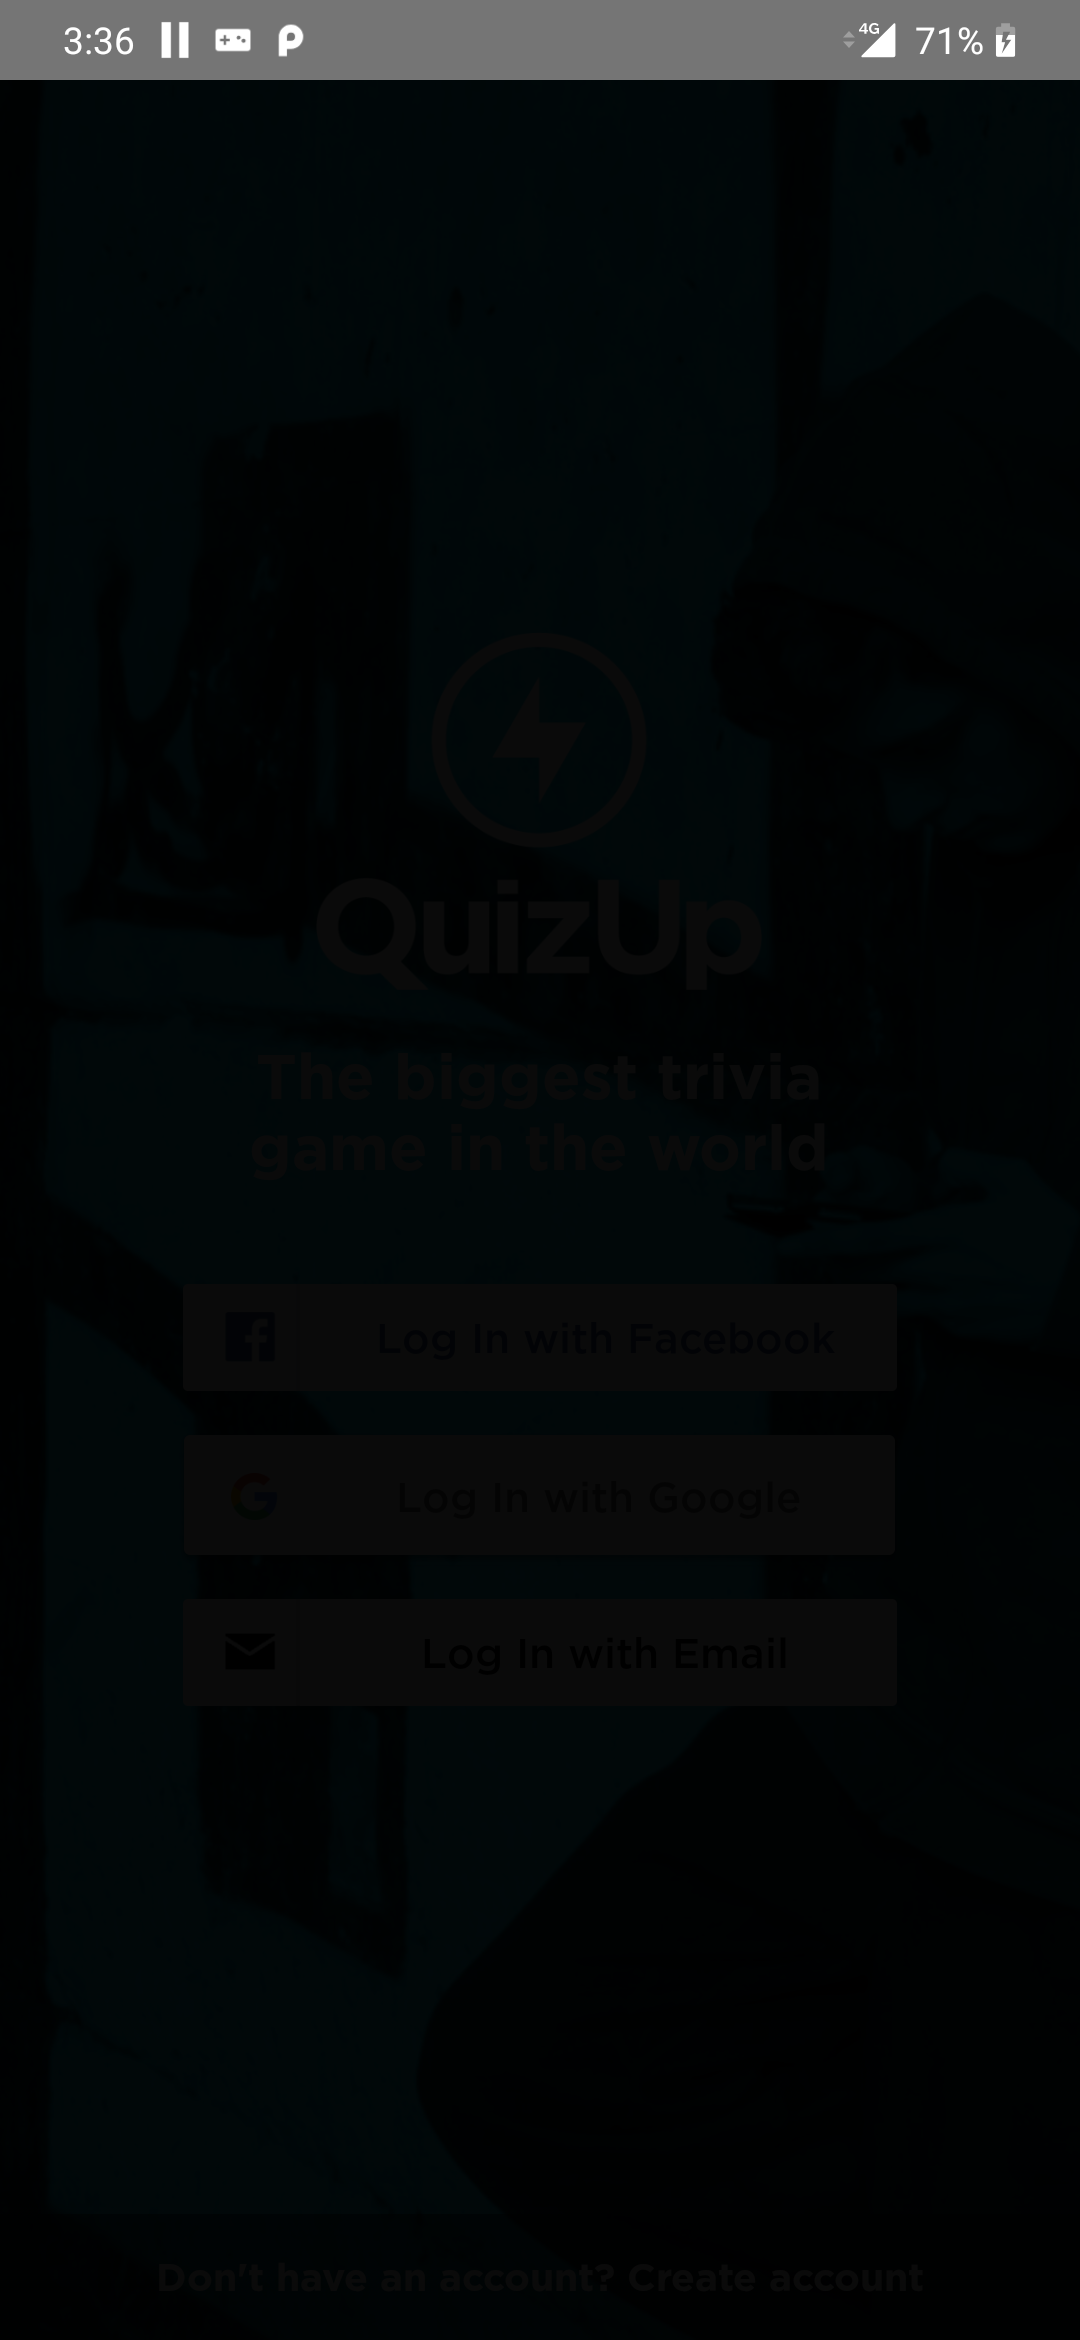 3:36 4G 71%
QuizUp
The biggest trivia
game in the world
Log In with Facebook
Log In with Google
Log In with Email
Don't have an account? Create account